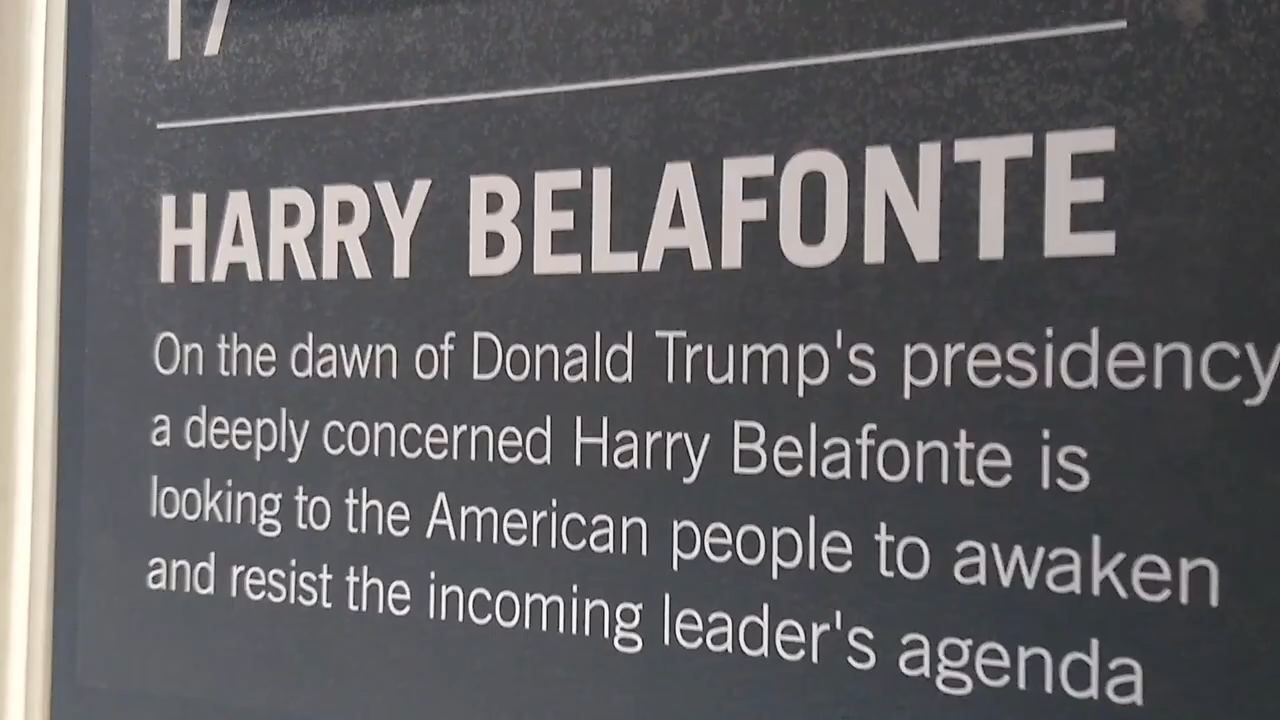 17
HARRY BELAFONTE
On the dawn of Donald Trump's presidency
a deeply concerned Harry Belafonte is
looking to the American people to awaken
and resist the incoming leader's agenda